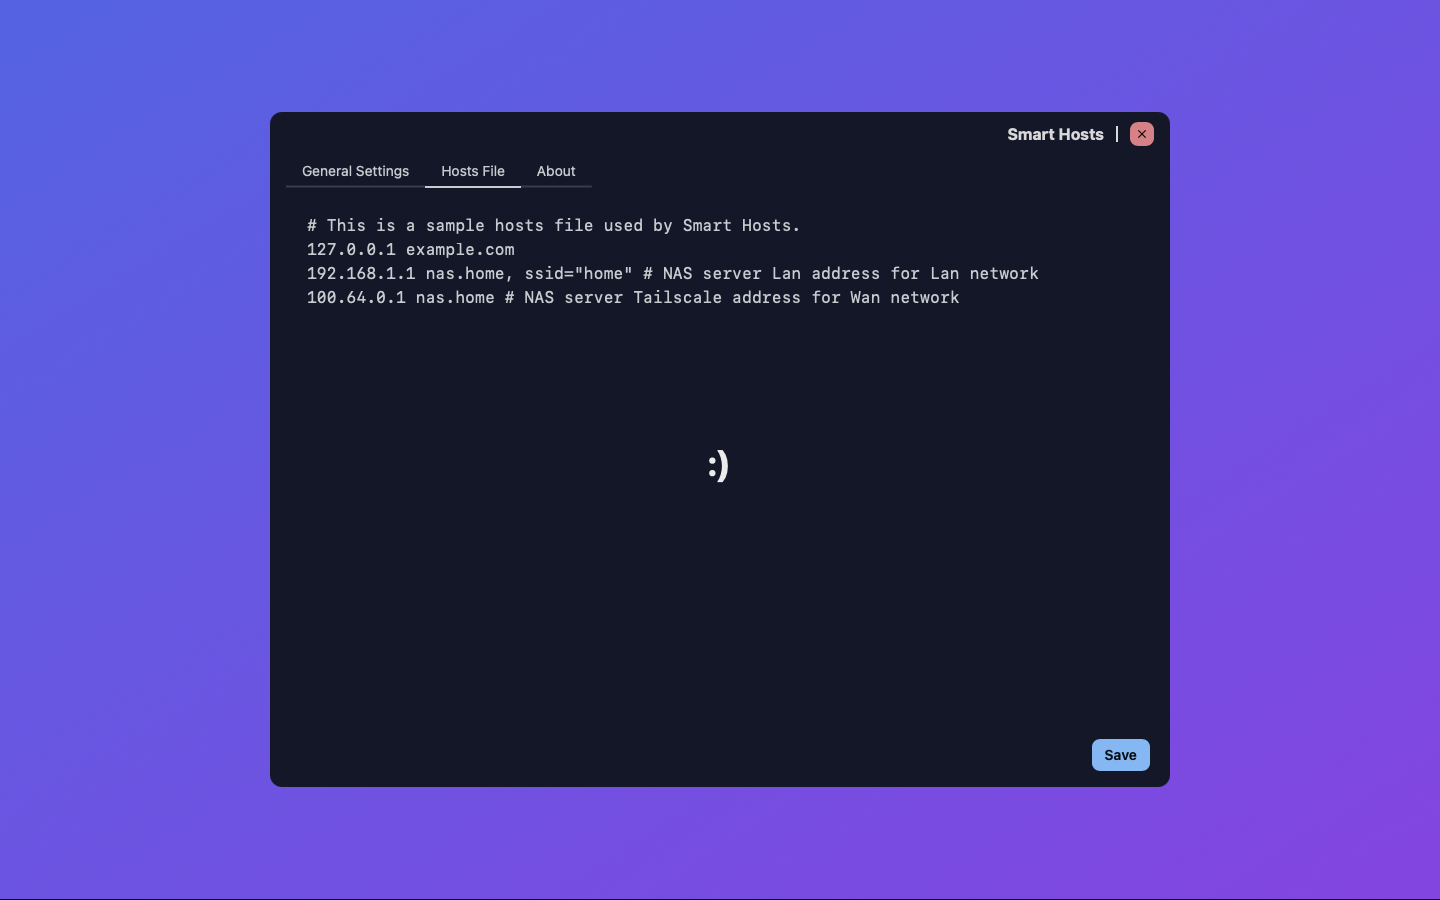 Smart Hosts |
General Settings Hosts File About
# This is a sample hosts file used by Smart Hosts.
127.0.0.1 example.com
192.168.1.1 nas.home, ssid="home" # NAS server Lan address for Lan network
100.64.0.1 nas.home # NAS server Tailscale address for Wan network
:)
Save